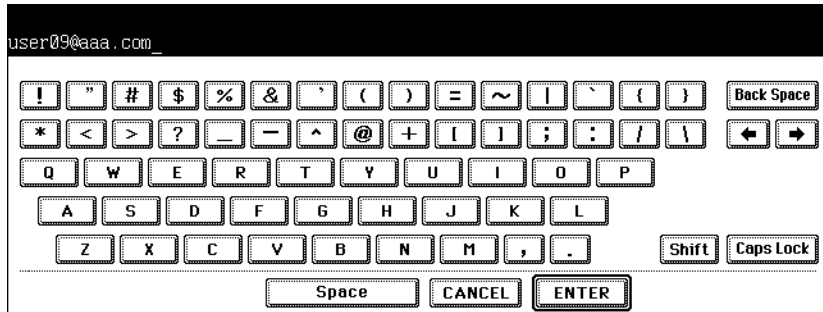 user09@aaa.com_
! " # $ % & ' ( ) = ~ | ` { } Back Space
* < > ? _ - ^ @ + [ ] ; : / \ ← →
Q W E R T Y U I O P
A S D F G H J K L
Z X C V B N M , . Shift Caps Lock
Space CANCEL ENTER